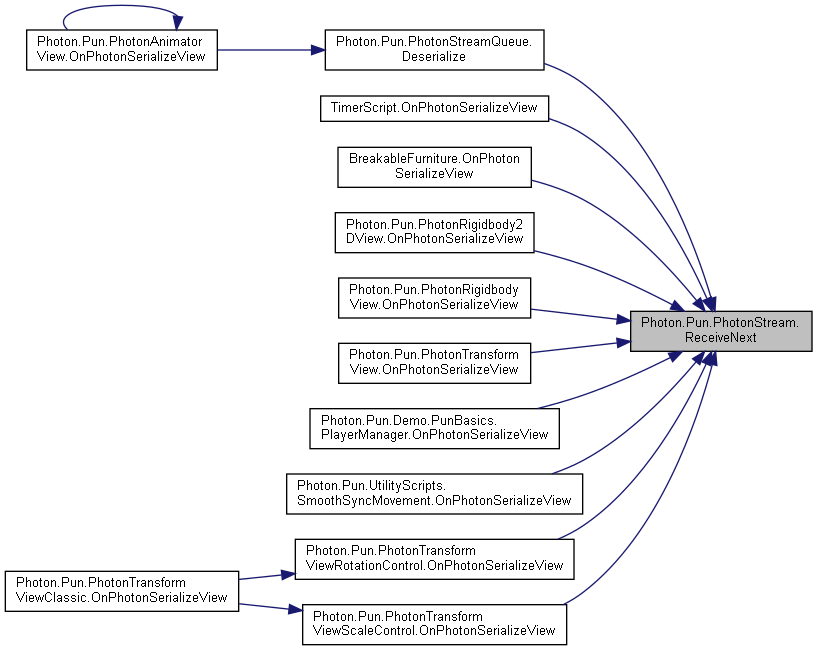 Photon.Pun.PhotonAnimator
View.OnPhotonSerializeView
Photon.Pun.PhotonStreamQueue.
Deserialize
TimerScript.OnPhotonSerializeView
BreakableFurniture.OnPhoton
SerializeView
Photon.Pun.PhotonRigidbody2
DView.OnPhotonSerializeView
Photon.Pun.PhotonRigidbody
View.OnPhotonSerializeView
Photon.Pun.PhotonStream.
ReceiveNext
Photon.Pun.PhotonTransform
View.OnPhotonSerializeView
Photon.Pun.Demo.PunBasics.
PlayerManager.OnPhotonSerializeView
Photon.Pun.UtilityScripts.
SmoothSyncMovement.OnPhotonSerializeView
Photon.Pun.PhotonTransform
ViewRotationControl.OnPhotonSerializeView
Photon.Pun.PhotonTransform
ViewClassic.OnPhotonSerializeView
Photon.Pun.PhotonTransform
ViewScaleControl.OnPhotonSerializeView